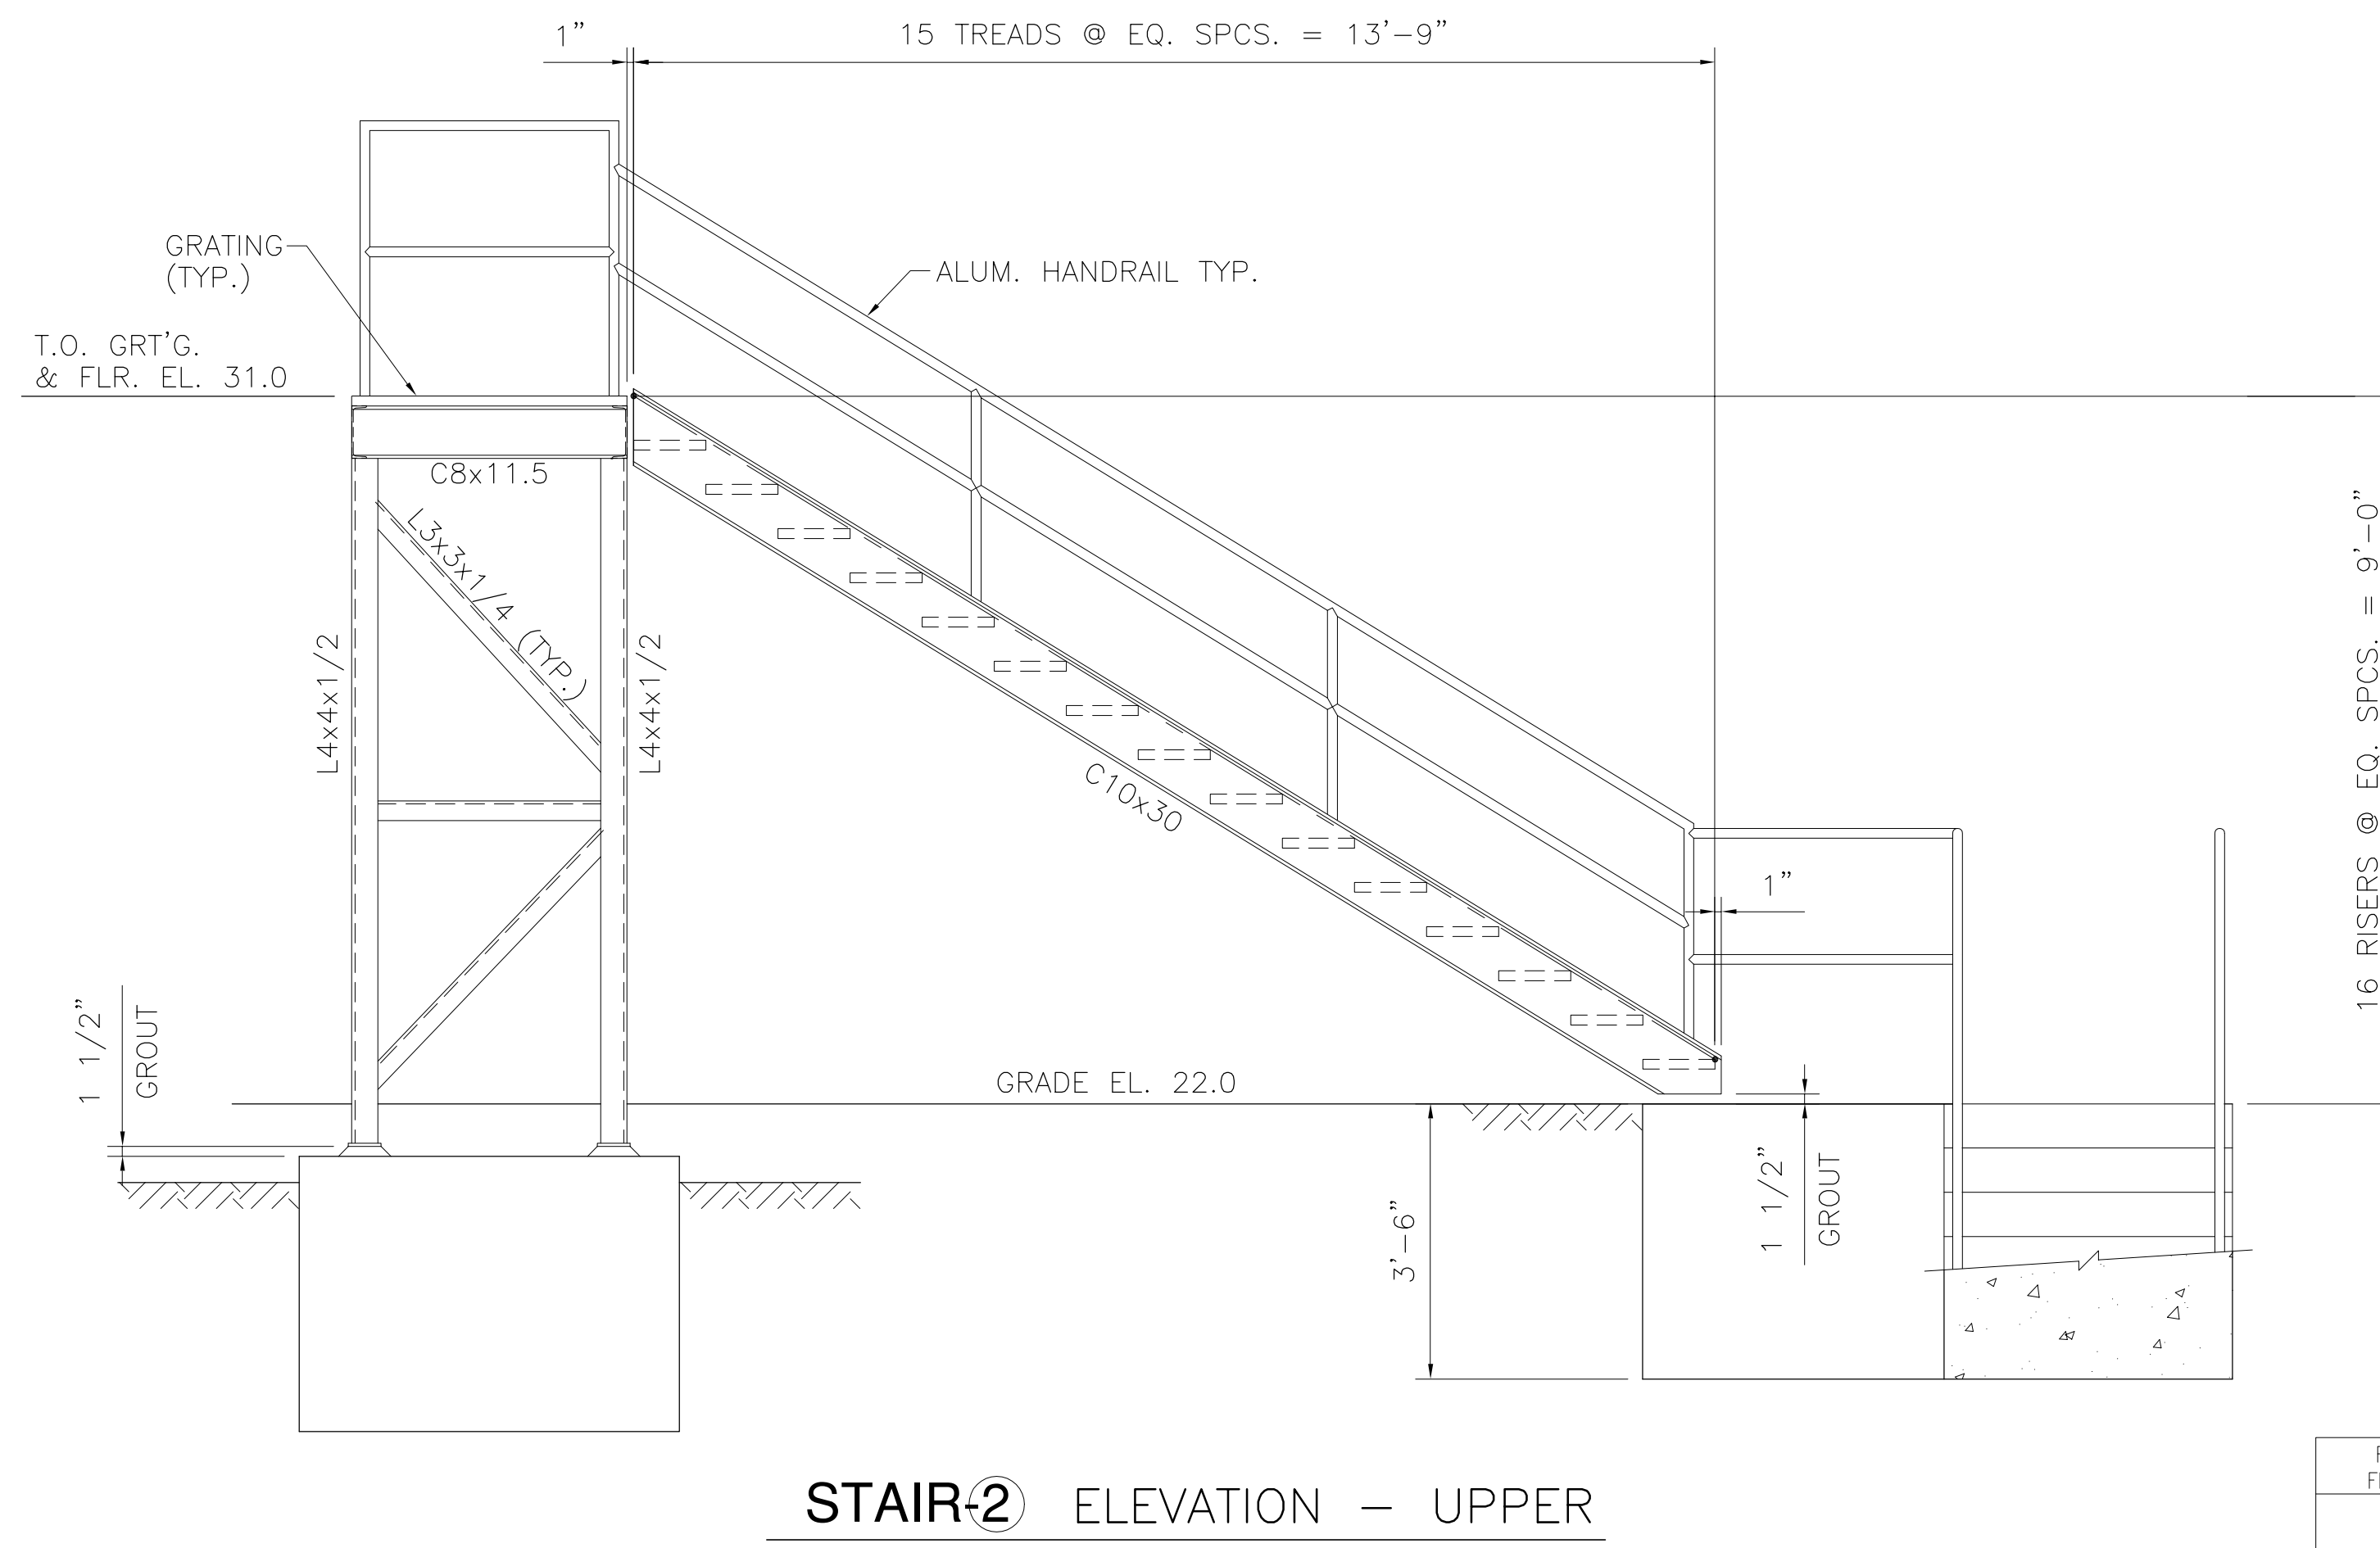 1”
15 TREADS @ EQ. SPCS. = 13’–9”
GRATING
(TYP.)
ALUM. HANDRAIL TYP.
T.O. GRT’G.
& FLR. EL. 31.0
C8x11.5
L3x3x1/4 (TYP.)
L4x4x1/2
L4x4x1/2
C10x30
16 RISERS @ EQ. SPCS. = 9’–0”
1”
1 1/2”
GROUT
GRADE EL. 22.0
3’–6”
1 1/2”
GROUT
STAIR-2 ELEVATION – UPPER